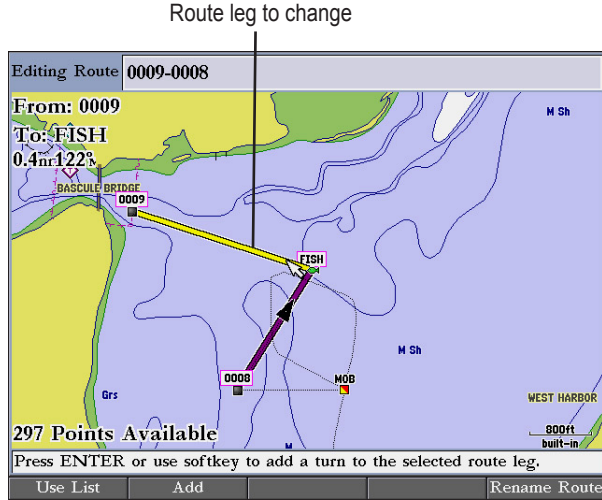 Route leg to change
Editing Route 0009-0008
From: 0009
To: FISH
0.4nm122°M
M Sh
BASCULE BRIDGE
0009
FISH
M Sh
0008
MOB
Grs
WEST HARBOR
297 Points Available
M
800ft
built-in
Press ENTER or use softkey to add a turn to the selected route leg.
Use List Add Rename Route